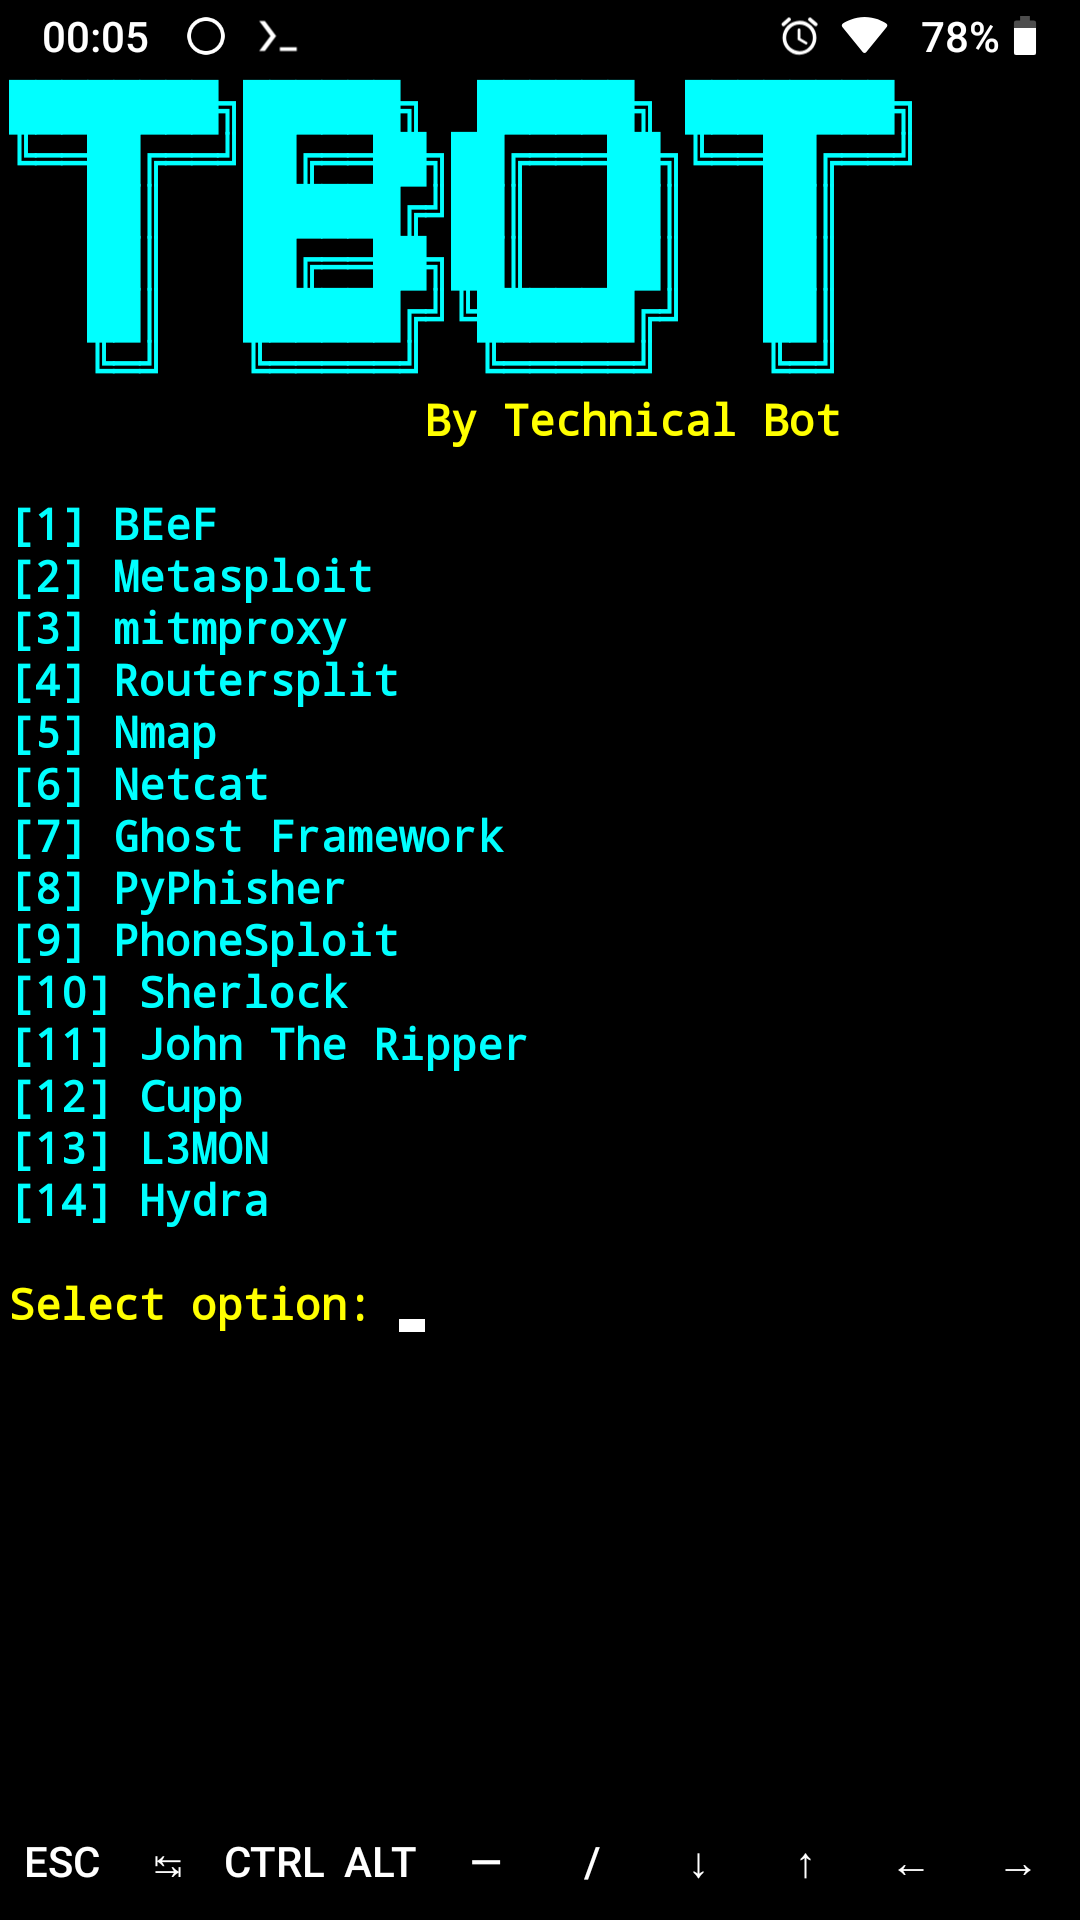 00:05 78%
TBOT
By Technical Bot
[1] BEeF
[2] Metasploit
[3] mitmproxy
[4] Routersplit
[5] Nmap
[6] Netcat
[7] Ghost Framework
[8] PyPhisher
[9] PhoneSploit
[10] Sherlock
[11] John The Ripper
[12] Cupp
[13] L3MON
[14] Hydra
Select option:
ESC ↹ CTRL ALT — / ↓ ↑ ← →